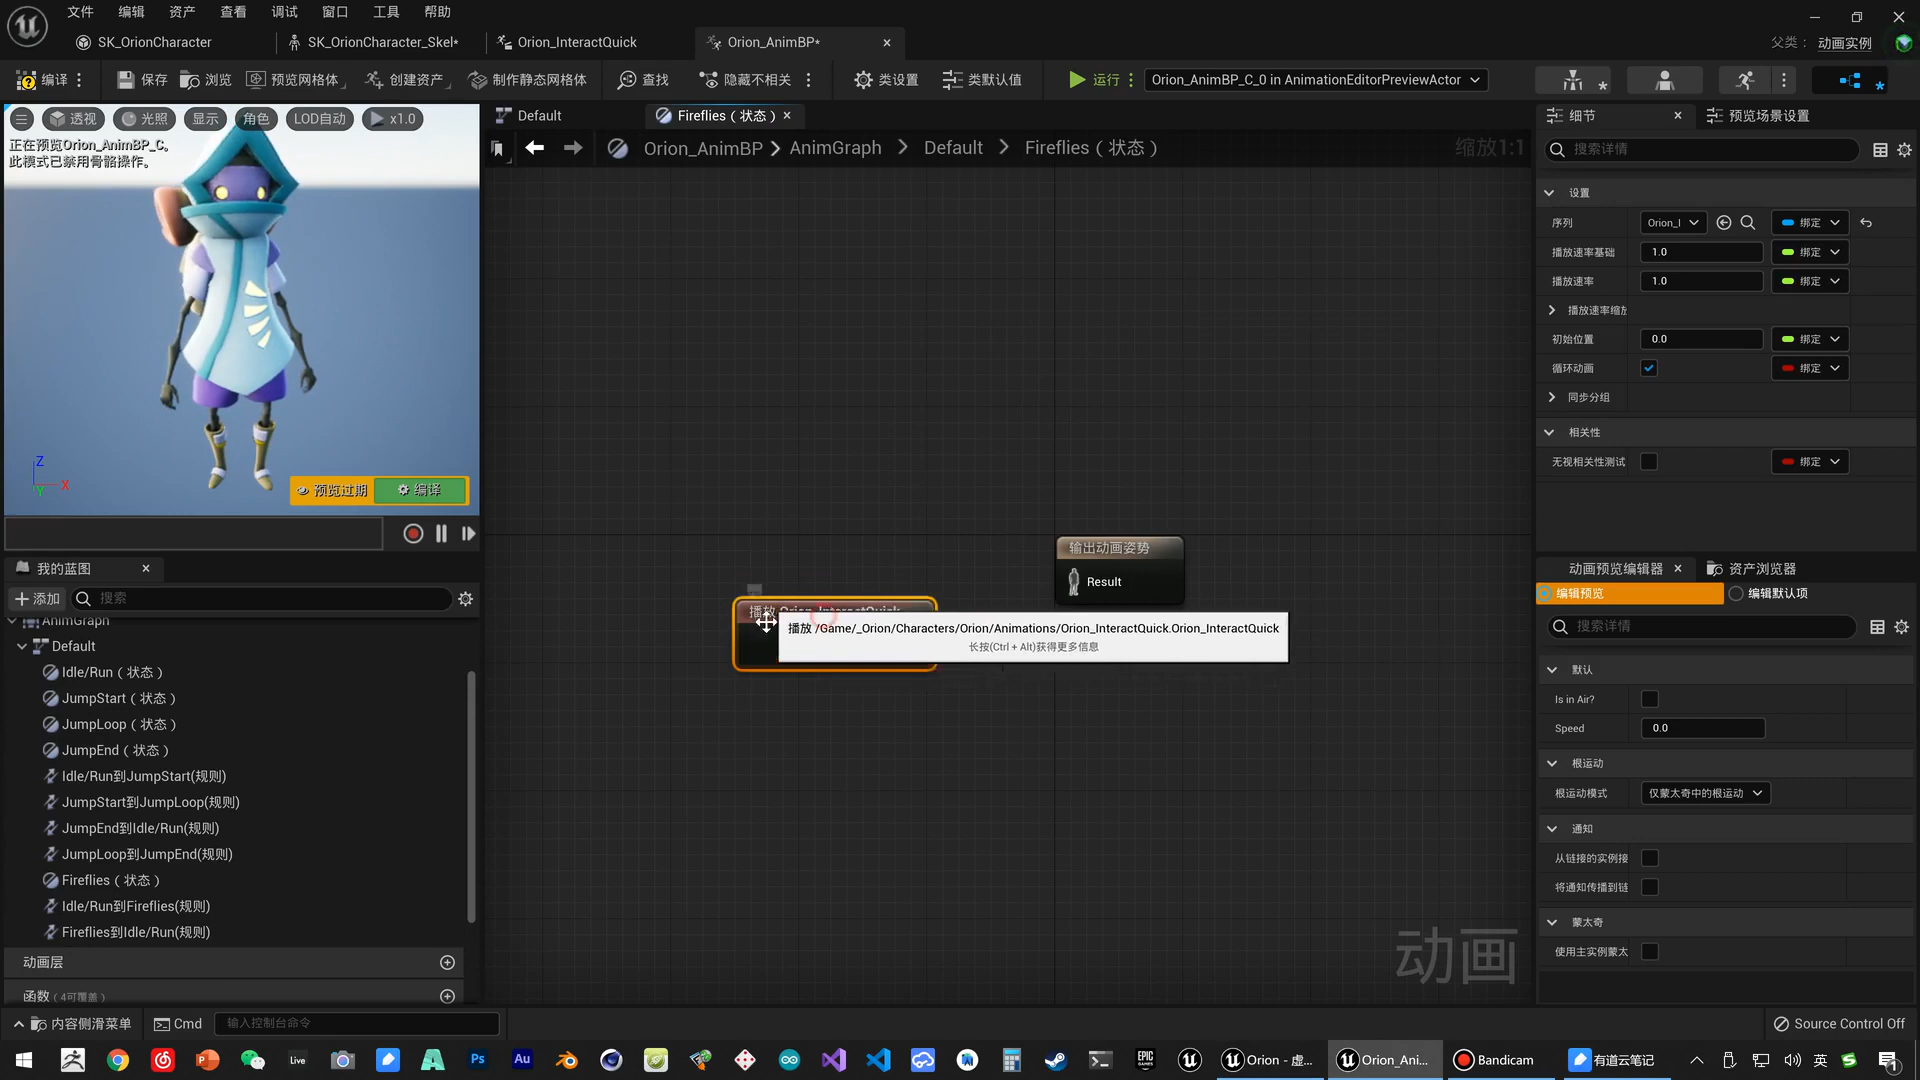 文件 编辑 资产 查看 调试 窗口 工具 帮助
SK_OrionCharacter SK_OrionCharacter_Skel* Orion_InteractQuick Orion_AnimBP* 父类： 动画实例
编译 保存 浏览 预览网格体 创建资产 制作静态网格体 查找 隐藏不相关 类设置 类默认值 运行 Orion_AnimBP_C_0 in AnimationEditorPreviewActor
透视 光照 显示 角色 LOD自动 x1.0
正在预览Orion_AnimBP_C。
此模式已禁用骨骼操作。
Z
X
Y
预览过期 编译
Default Fireflies（状态）
Orion_AnimBP AnimGraph Default Fireflies（状态）
缩放1:1
输出动画姿势
Result
播放 Orion_InteractQuick
播放 /Game/_Orion/Characters/Orion/Animations/Orion_InteractQuick.Orion_InteractQuick
长按(Ctrl + Alt)获得更多信息
动画
我的蓝图
添加 搜索
AnimGraph
Default
Idle/Run（状态）
JumpStart（状态）
JumpLoop（状态）
JumpEnd（状态）
Idle/Run到JumpStart(规则)
JumpStart到JumpLoop(规则)
JumpEnd到Idle/Run(规则)
JumpLoop到JumpEnd(规则)
Fireflies（状态）
Idle/Run到Fireflies(规则)
Fireflies到Idle/Run(规则)
动画层
函数（4可覆盖）
细节 预览场景设置
搜索详情
设置
序列 Orion_I 绑定
播放速率基础 1.0 绑定
播放速率 1.0 绑定
播放速率缩放
初始位置 0.0 绑定
循环动画 绑定
同步分组
相关性
无视相关性测试 绑定
动画预览编辑器 资产浏览器
编辑预览 编辑默认项
搜索详情
默认
Is in Air?
Speed 0.0
根运动
根运动模式 仅蒙太奇中的根运动
通知
从链接的实例接
将通知传播到链
蒙太奇
使用主实例蒙太
内容侧滑菜单 Cmd 输入控制台命令 Source Control Off
Live Ps Au EPIC GAMES Orion - 虚... Orion_Ani... Bandicam 有道云笔记 英 1